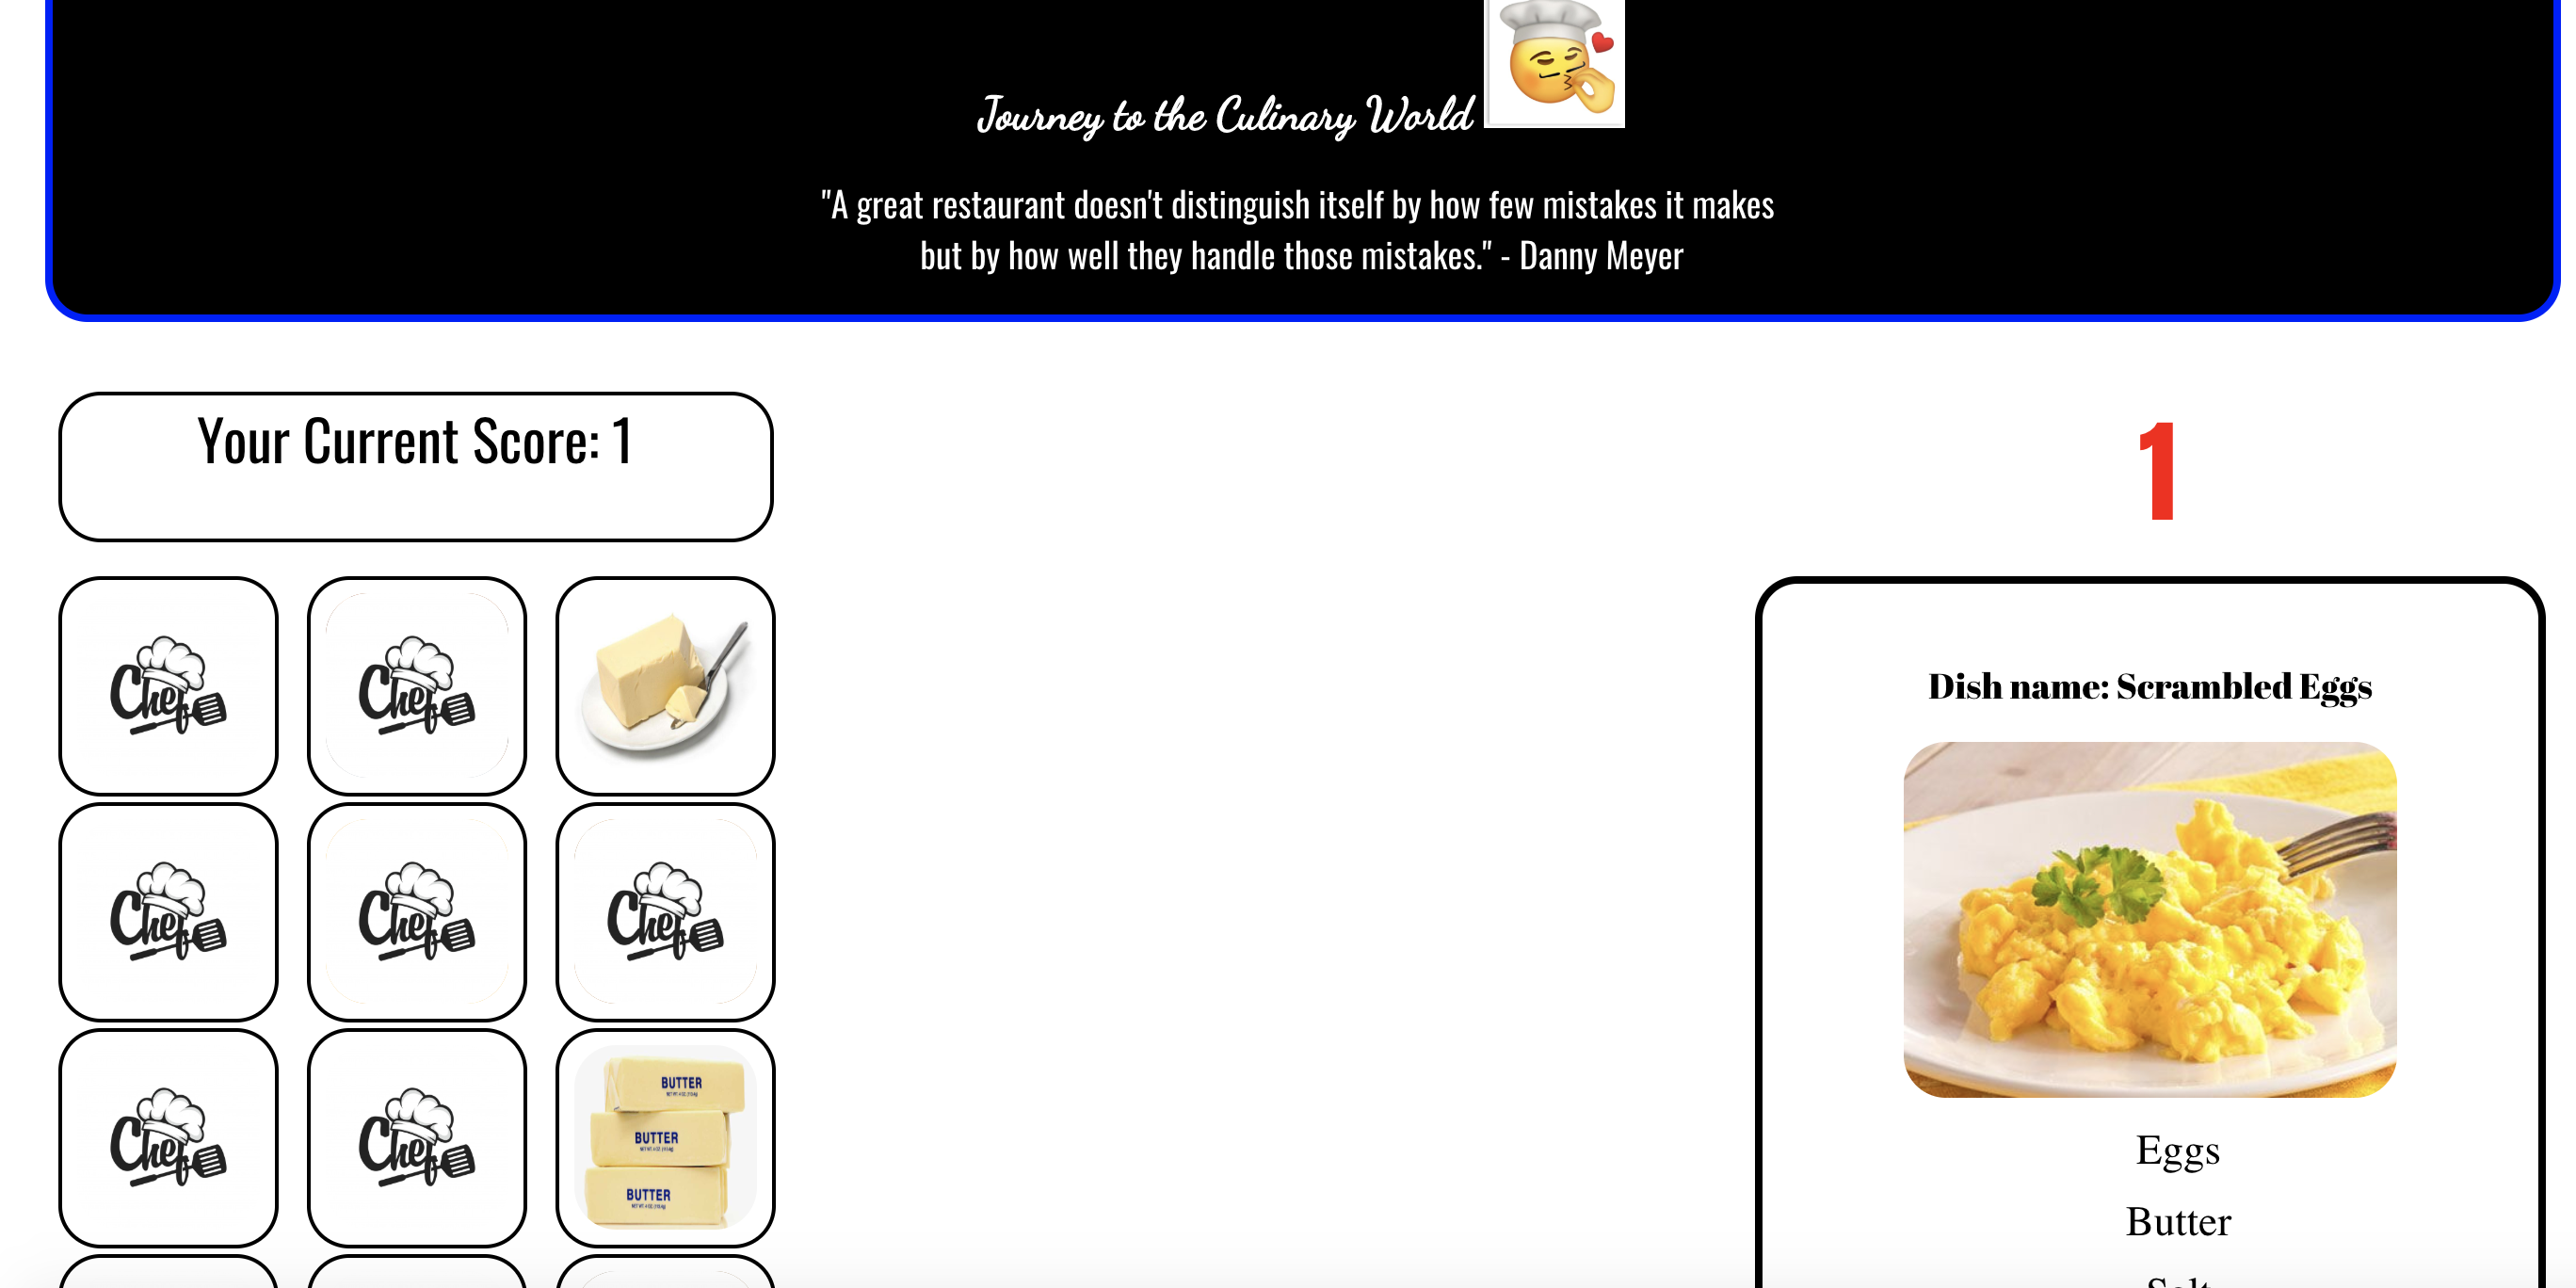 Journey to the Culinary World
"A great restaurant doesn't distinguish itself by how few mistakes it makes
but by how well they handle those mistakes." - Danny Meyer
Your Current Score: 1
1
Chef
Chef
Chef
Chef
Chef
Chef
Chef
BUTTER
BUTTER
BUTTER
Dish name: Scrambled Eggs
Eggs
Butter
Salt